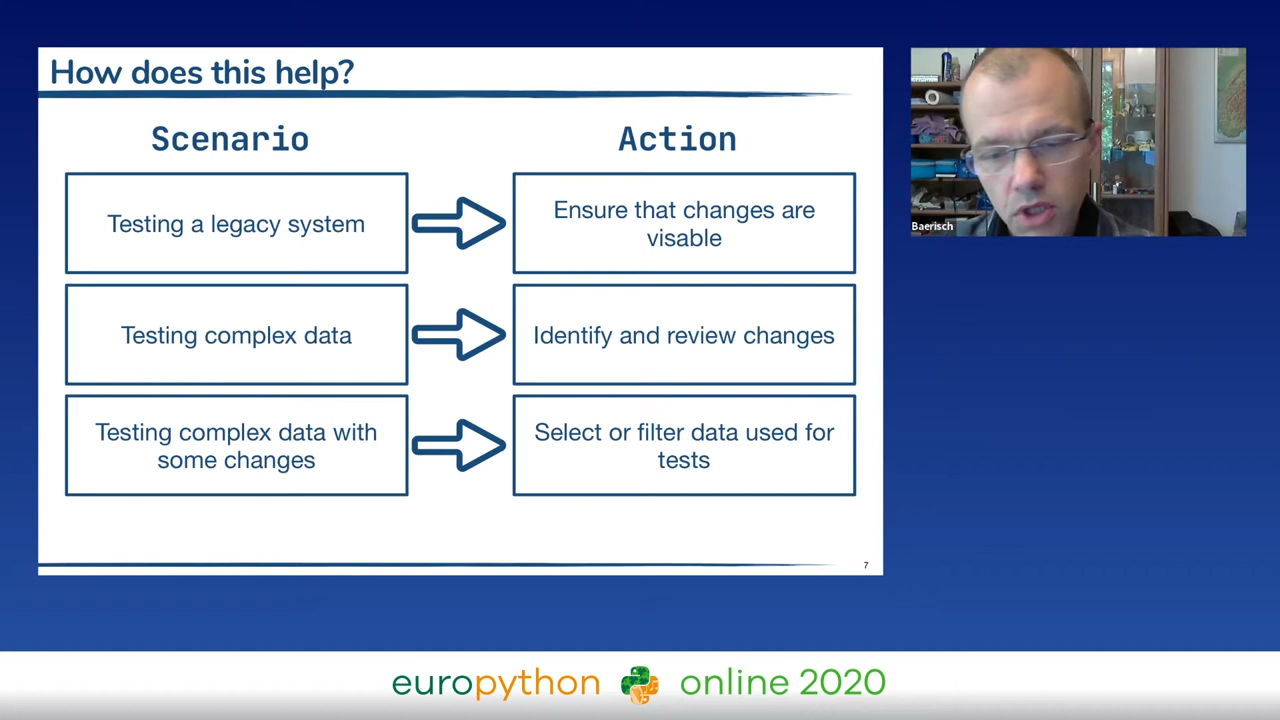 How does this help?
Scenario
Action
Testing a legacy system
Ensure that changes are
visable
Testing complex data
Identify and review changes
Testing complex data with
some changes
Select or filter data used for
tests
7
Baerisch
europython online 2020